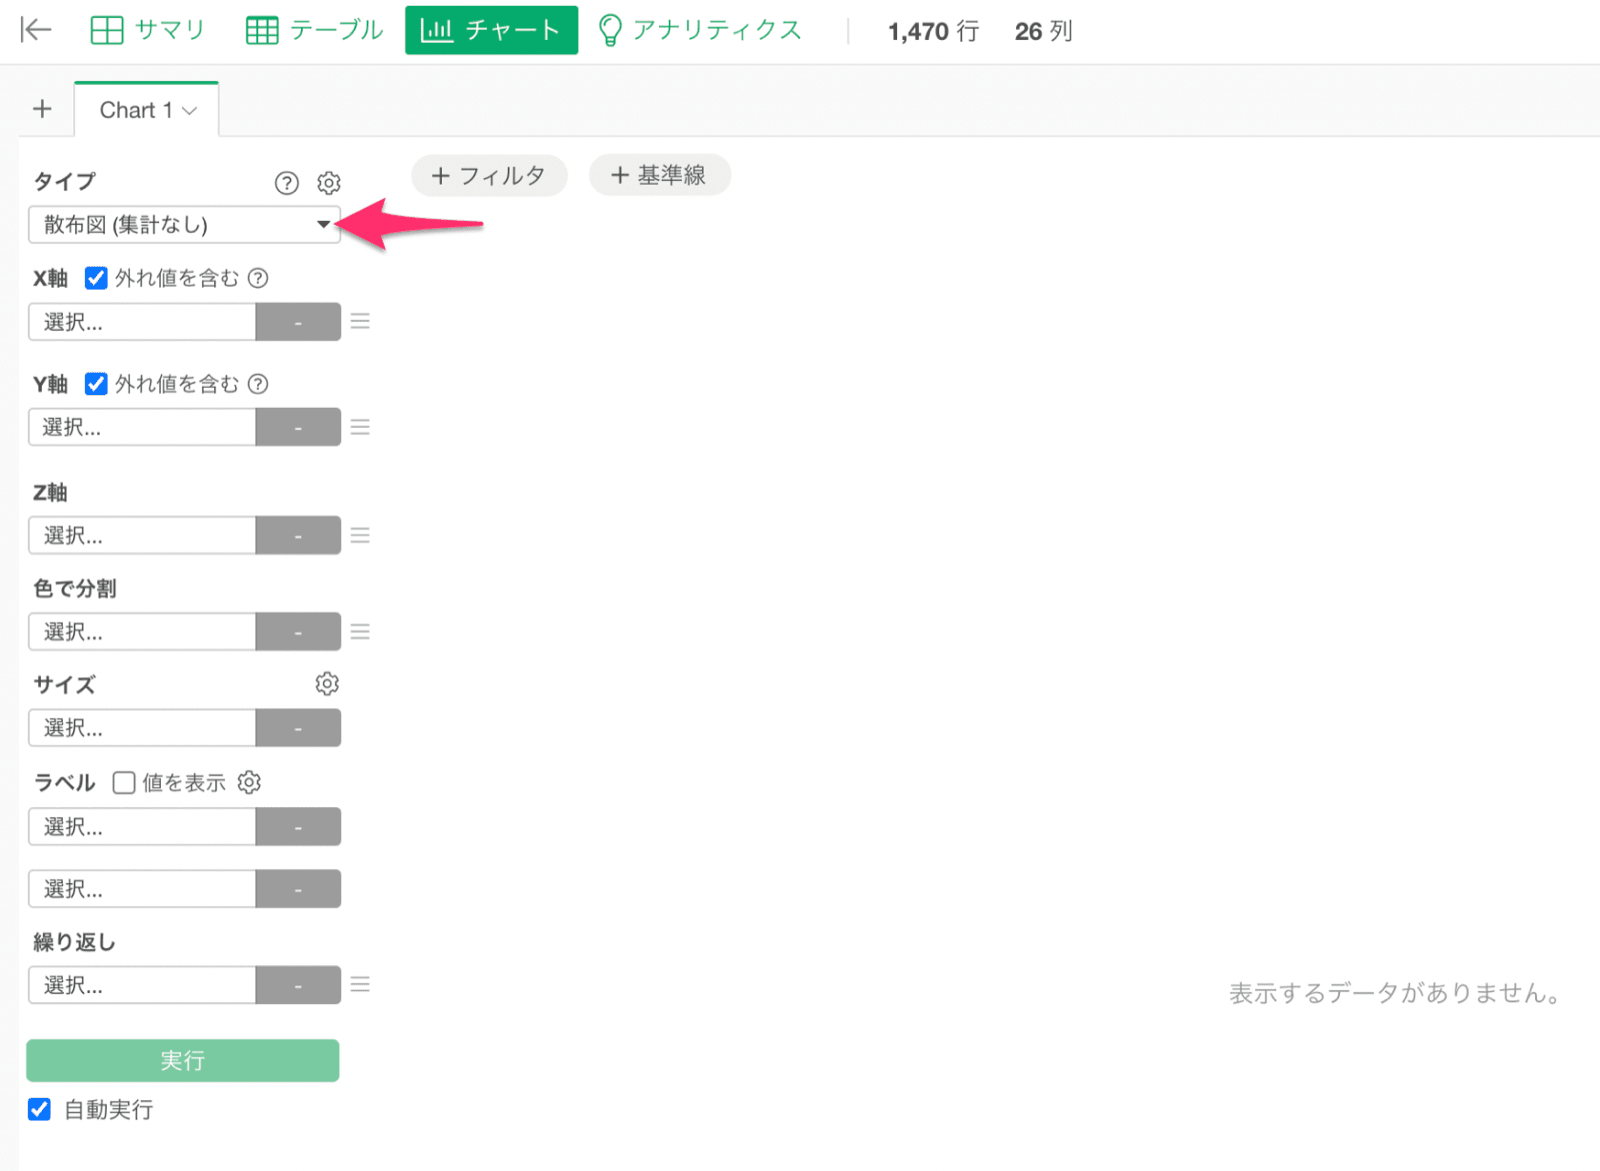 サマリ テーブル チャート アナリティクス 1,470 行 26 列
+ Chart 1
タイプ ?
+ フィルタ + 基準線
散布図 (集計なし)
X軸 外れ値を含む ?
選択... -
Y軸 外れ値を含む ?
選択... -
Z軸
選択... -
色で分割
選択... -
サイズ
選択... -
ラベル 値を表示
選択... -
選択... -
繰り返し
選択... -
表示するデータがありません。
実行
自動実行